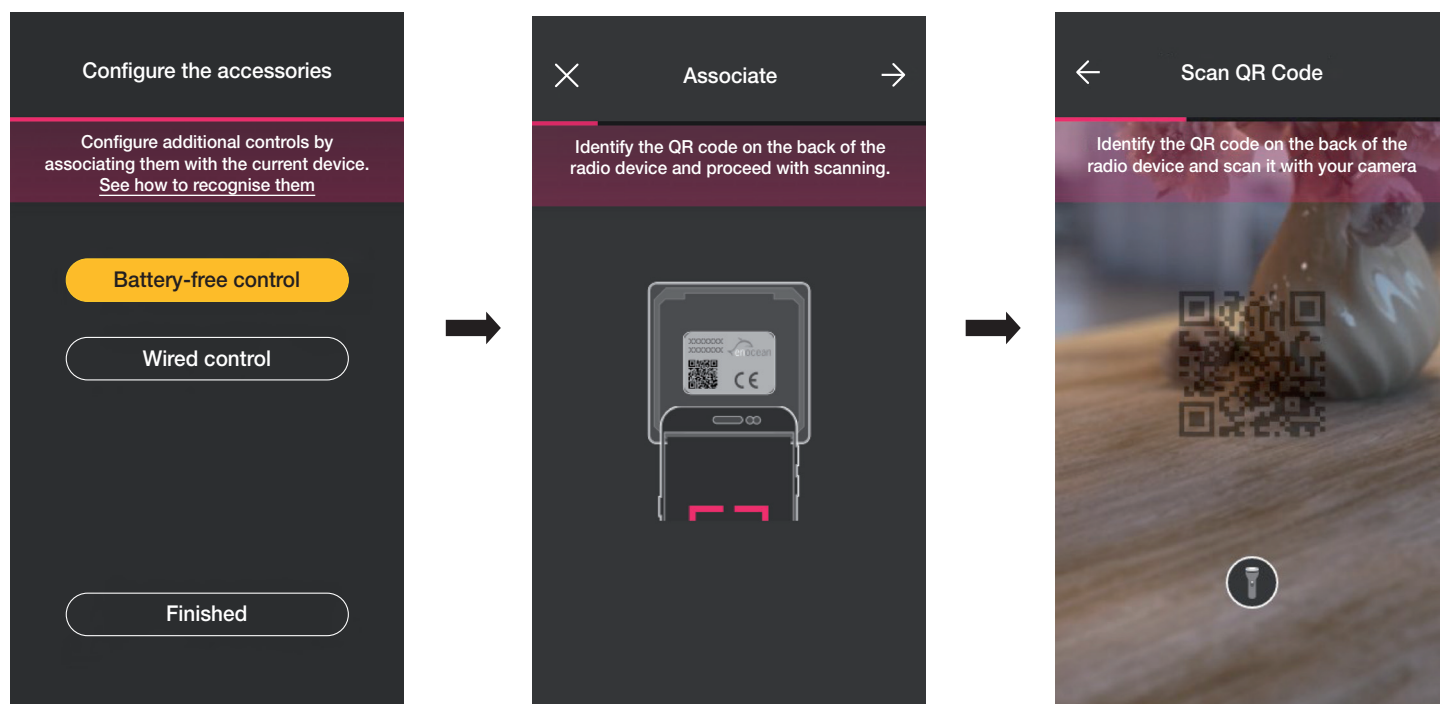 Configure the accessories
Configure additional controls by
associating them with the current device.
See how to recognise them
Battery-free control
Wired control
Finished
Associate
Identify the QR code on the back of the
radio device and proceed with scanning.
XXXXXXX
XXXXXXX
enocean
CE
Scan QR Code
Identify the QR code on the back of the
radio device and scan it with your camera